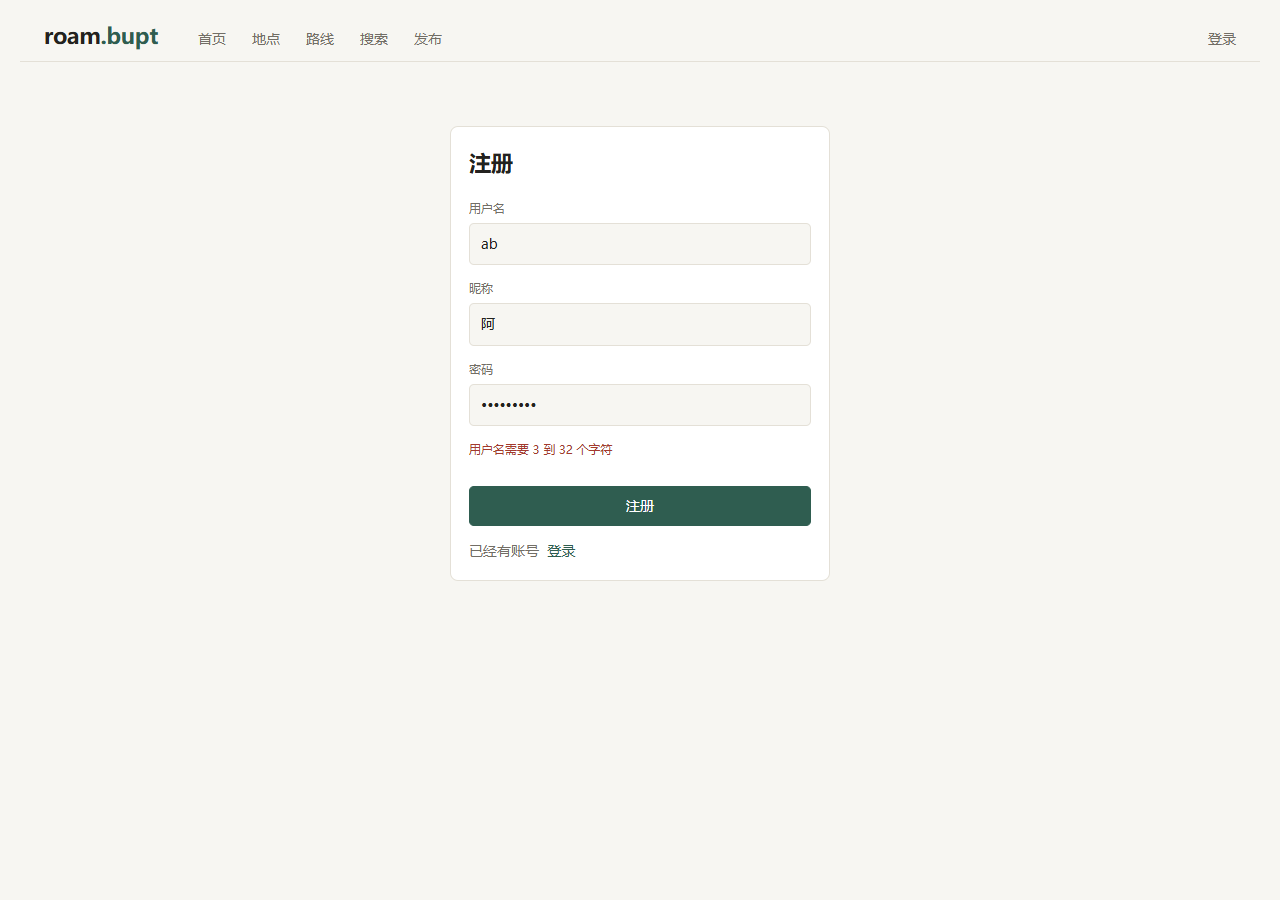 roam.bupt 首页 地点 路线 搜索 发布 登录
注册
用户名
ab
昵称
阿
密码
•••••••••
用户名需要 3 到 32 个字符
注册
已经有账号 登录